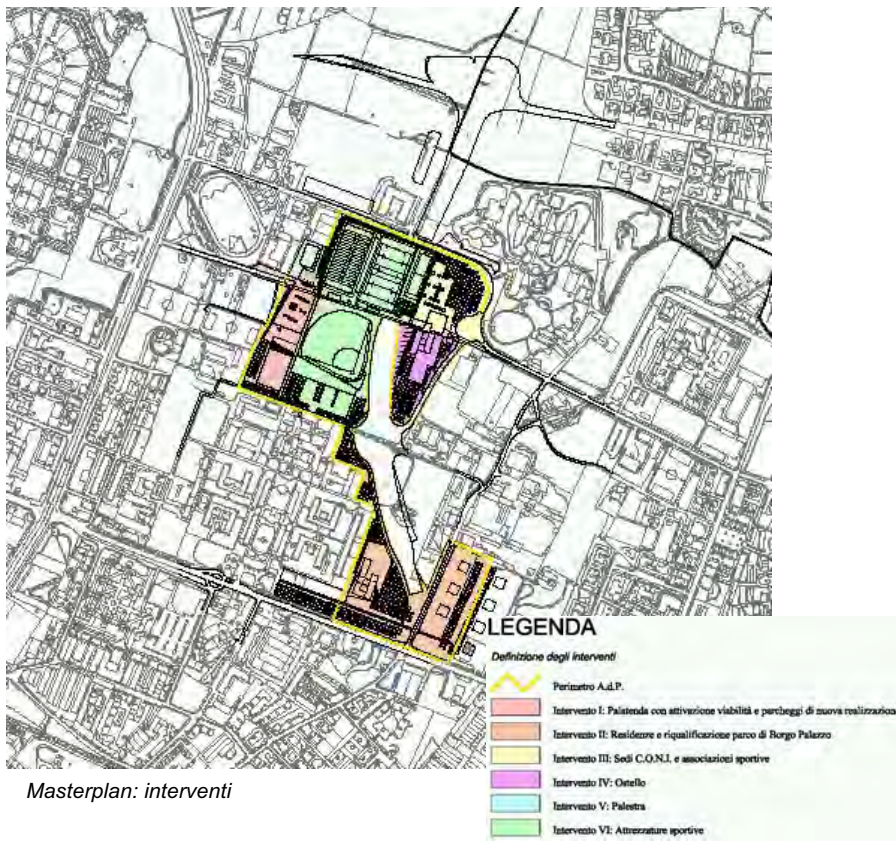 LEGENDA
Definizione degli interventi
Perimetro A.d.P.
Intervento I: Palatenda con attivazione viabilità e parcheggi di nuova realizzazione
Intervento II: Residenze e riqualificazione parco di Borgo Palazzo
Intervento III: Sedi C.O.N.I. e associazioni sportive
Intervento IV: Ostello
Intervento V: Palestra
Intervento VI: Attrezzature sportive
Masterplan: interventi